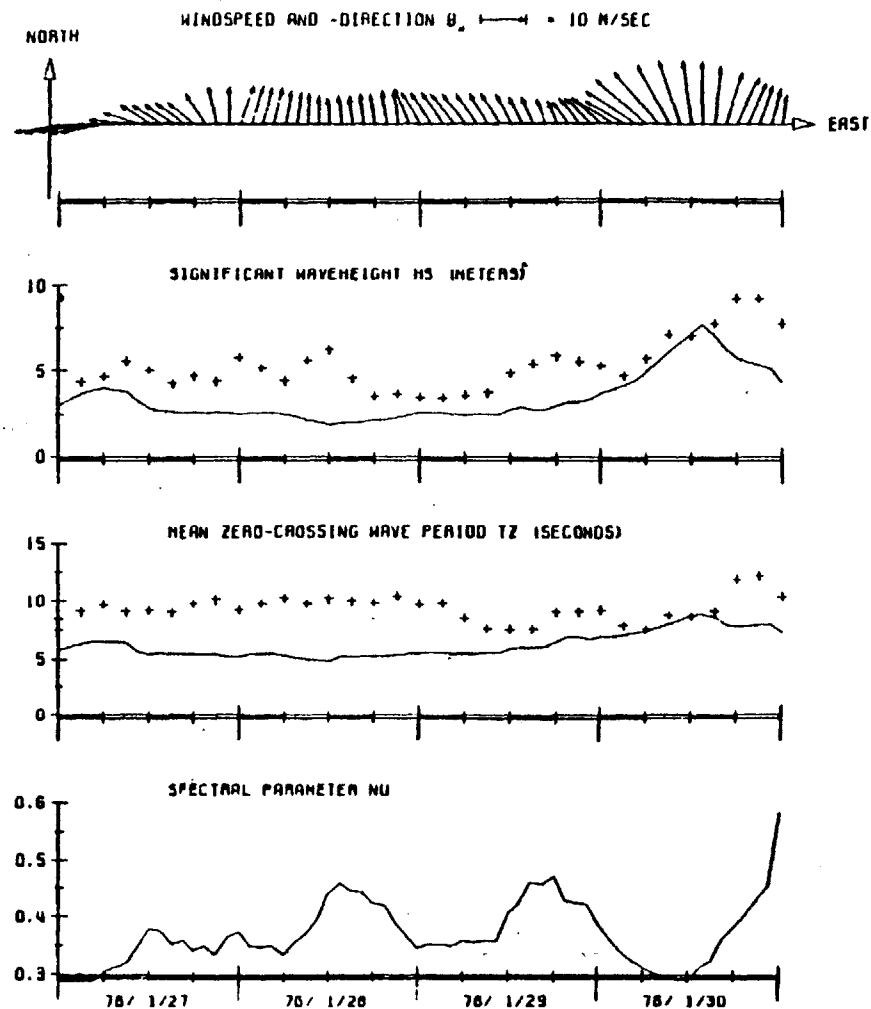 WINDSPEED AND -DIRECTION = 10 M/SEC
NORTH
EAST
SIGNIFICANT WAVEHEIGHT HS (METERS)
10
5
0
MEAN ZERO-CROSSING WAVE PERIOD TZ (SECONDS)
15
10
5
0
SPECTRAL PARAMETER NU
0.6
0.5
0.4
0.3
78/ 1/27 78/ 1/28 78/ 1/29 78/ 1/30